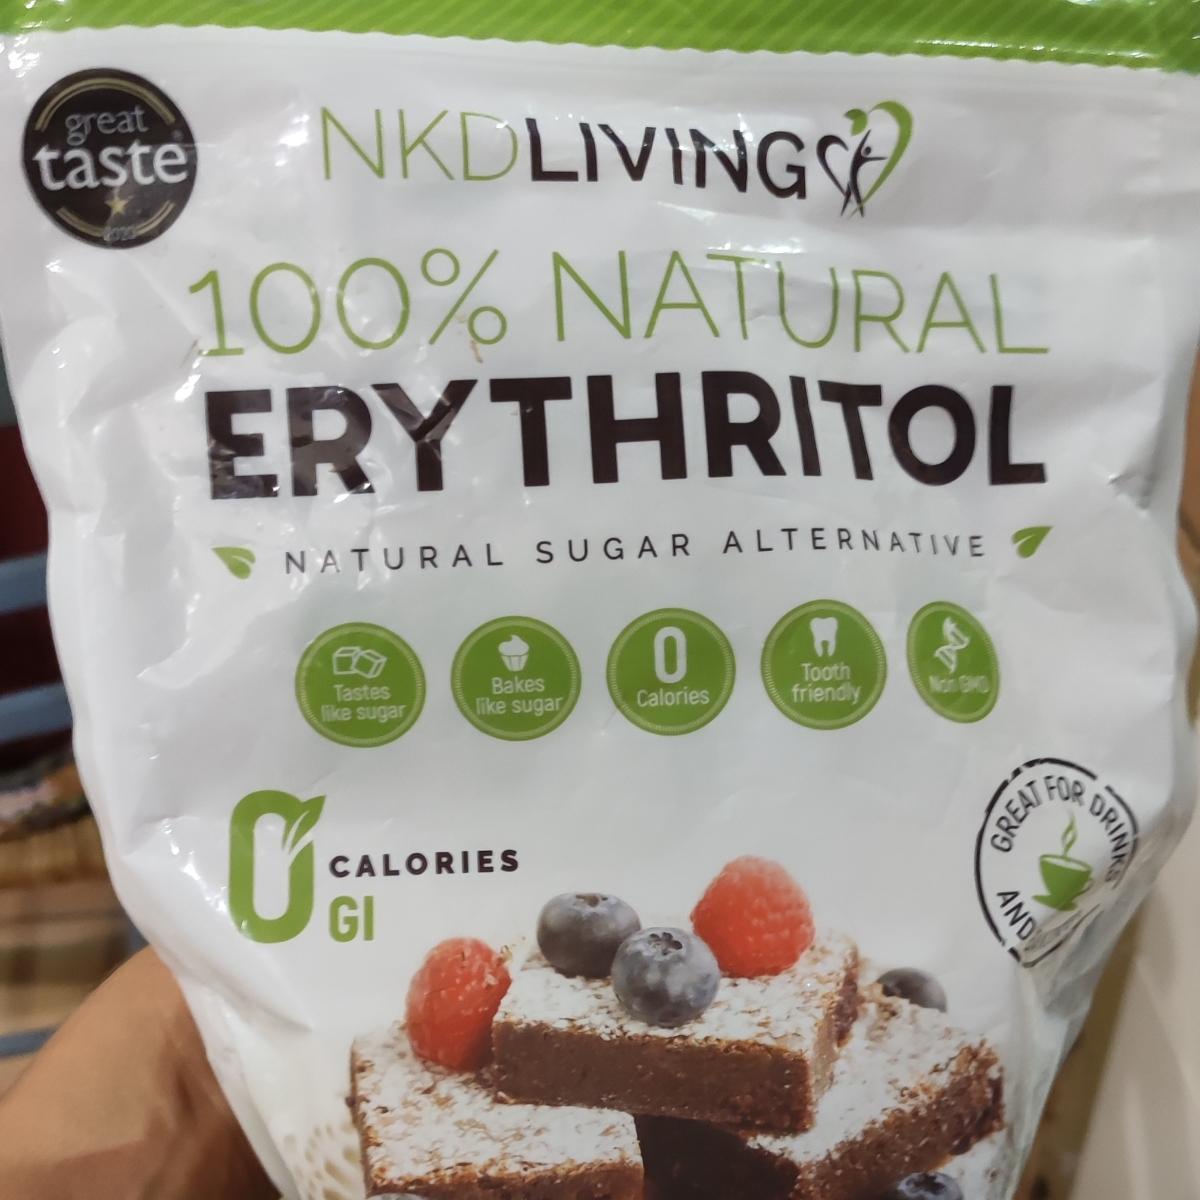 great
taste
NKDLIVING
100% NATURAL
ERYTHRITOL
NATURAL SUGAR ALTERNATIVE
Tastes
like sugar
Bakes
like sugar
0
Calories
Tooth
friendly
Non GMO
0 CALORIES
GI
GREAT FOR DRINKS
AND